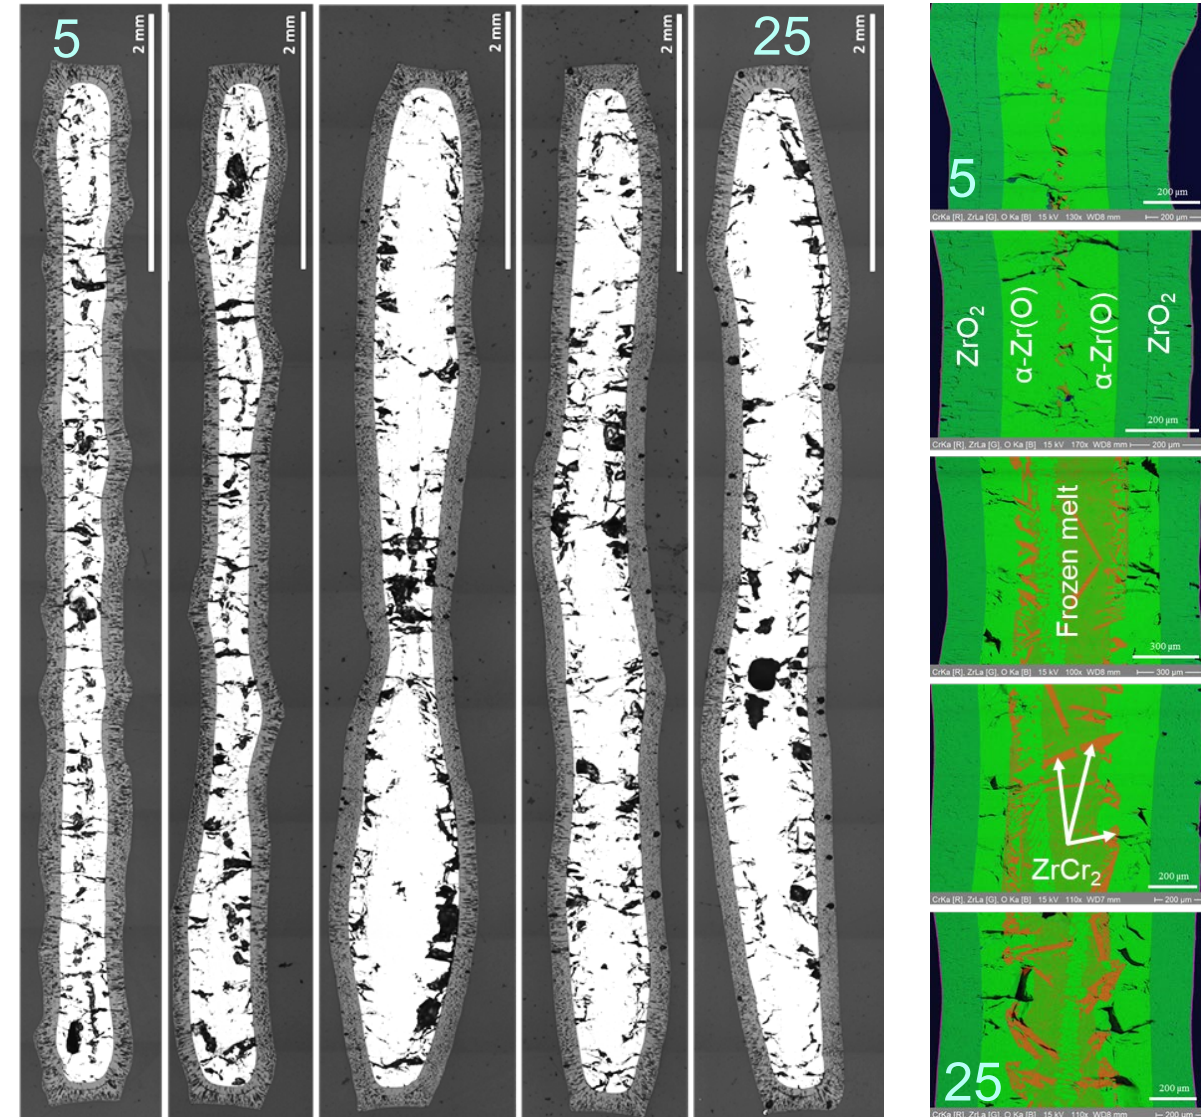 5
2 mm
2 mm
2 mm
2 mm
25
2 mm
5
200 µm
CrKa [R], ZrLa [G], O Ka [B] 15 kV 130x WD8 mm 200 µm
ZrO2
α-Zr(O)
α-Zr(O)
ZrO2
200 µm
CrKa [R], ZrLa [G], O Ka [B] 15 kV 170x WD8 mm 200 µm
Frozen melt
300 µm
CrKa [R], ZrLa [G], O Ka [B] 15 kV 100x WD8 mm 300 µm
ZrCr2
200 µm
CrKa [R], ZrLa [G], O Ka [B] 15 kV 110x WD7 mm 200 µm
25
200 µm
CrKa [R], ZrLa [G], O Ka [B] 15 kV 110x WD8 mm 200 µm